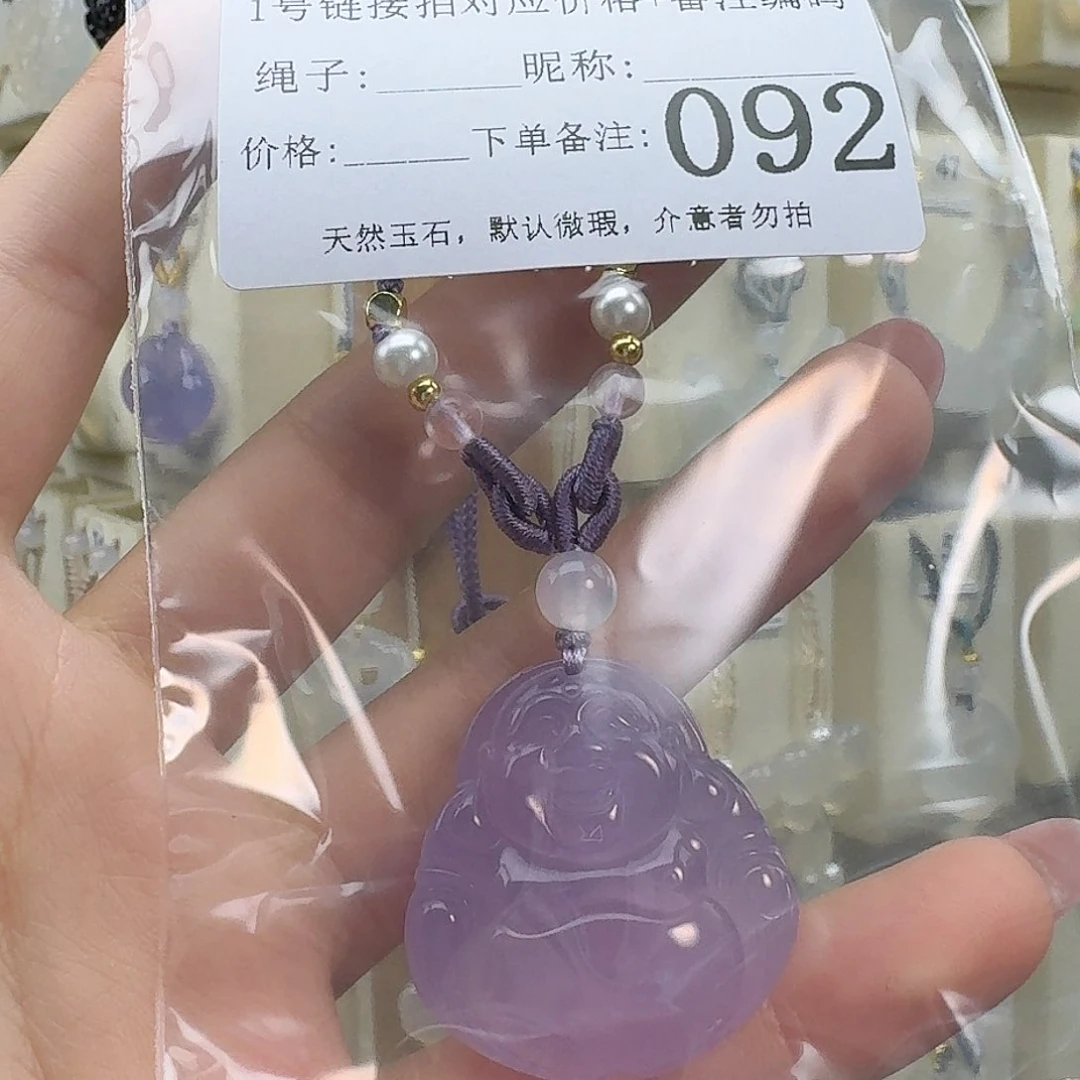 1号链接拍对应价格+备注编码
绳子:______昵称:________
价格:______下单备注:092
天然玉石，默认微瑕，介意者勿拍
47